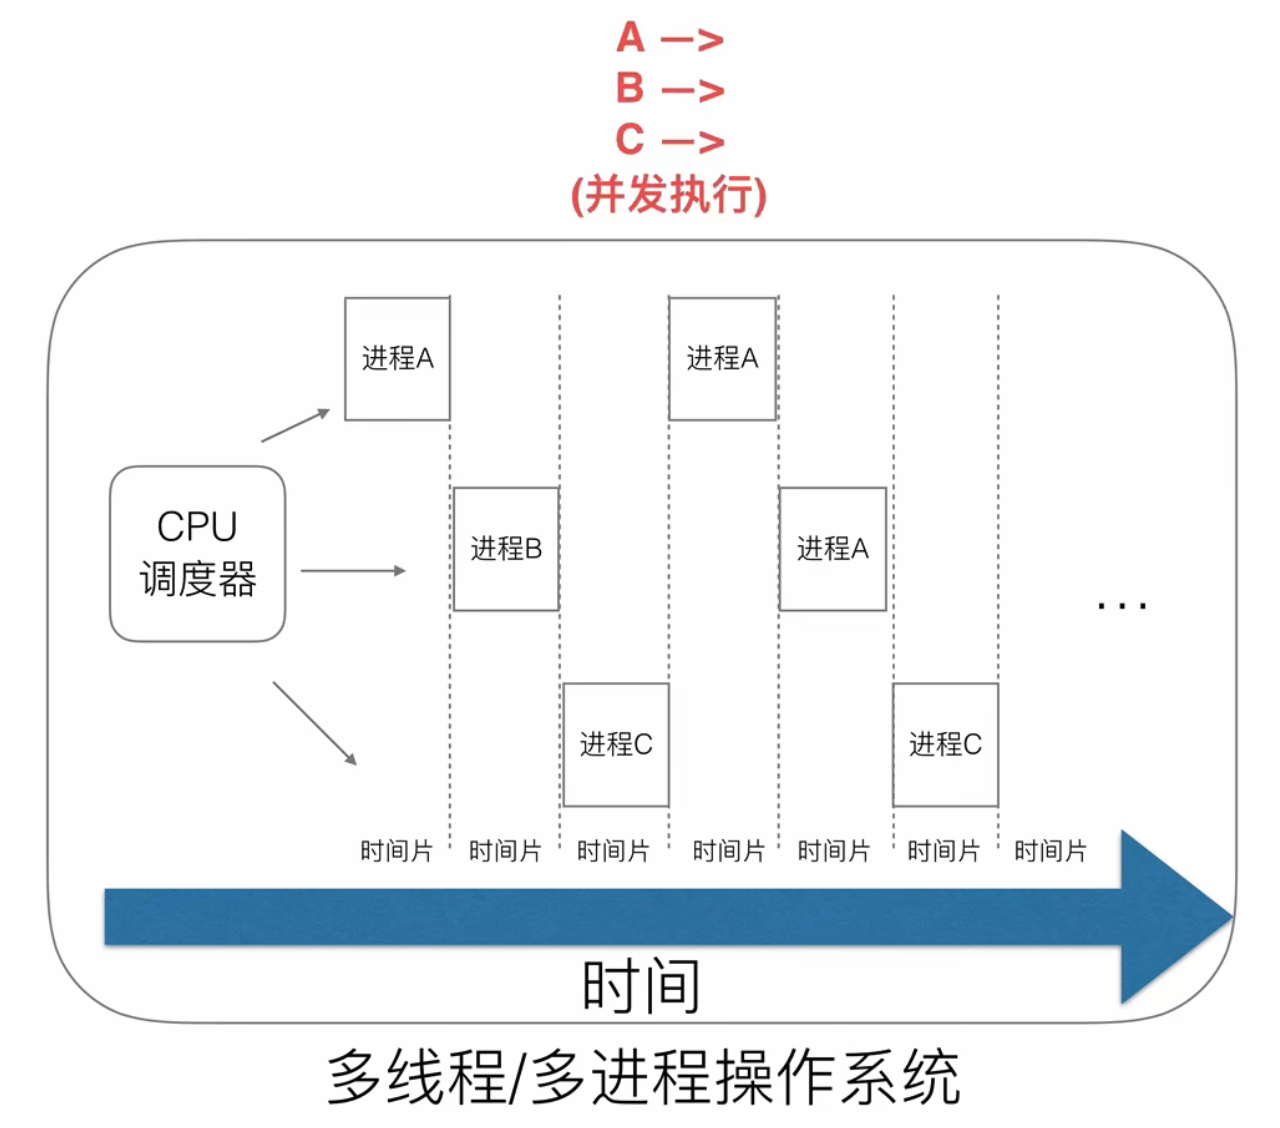 A —>
B —>
C —>
(并发执行)
进程A
进程A
CPU
调度器
进程B
进程A
...
进程C
进程C
时间片 时间片 时间片 时间片 时间片 时间片 时间片
时间
多线程/多进程操作系统